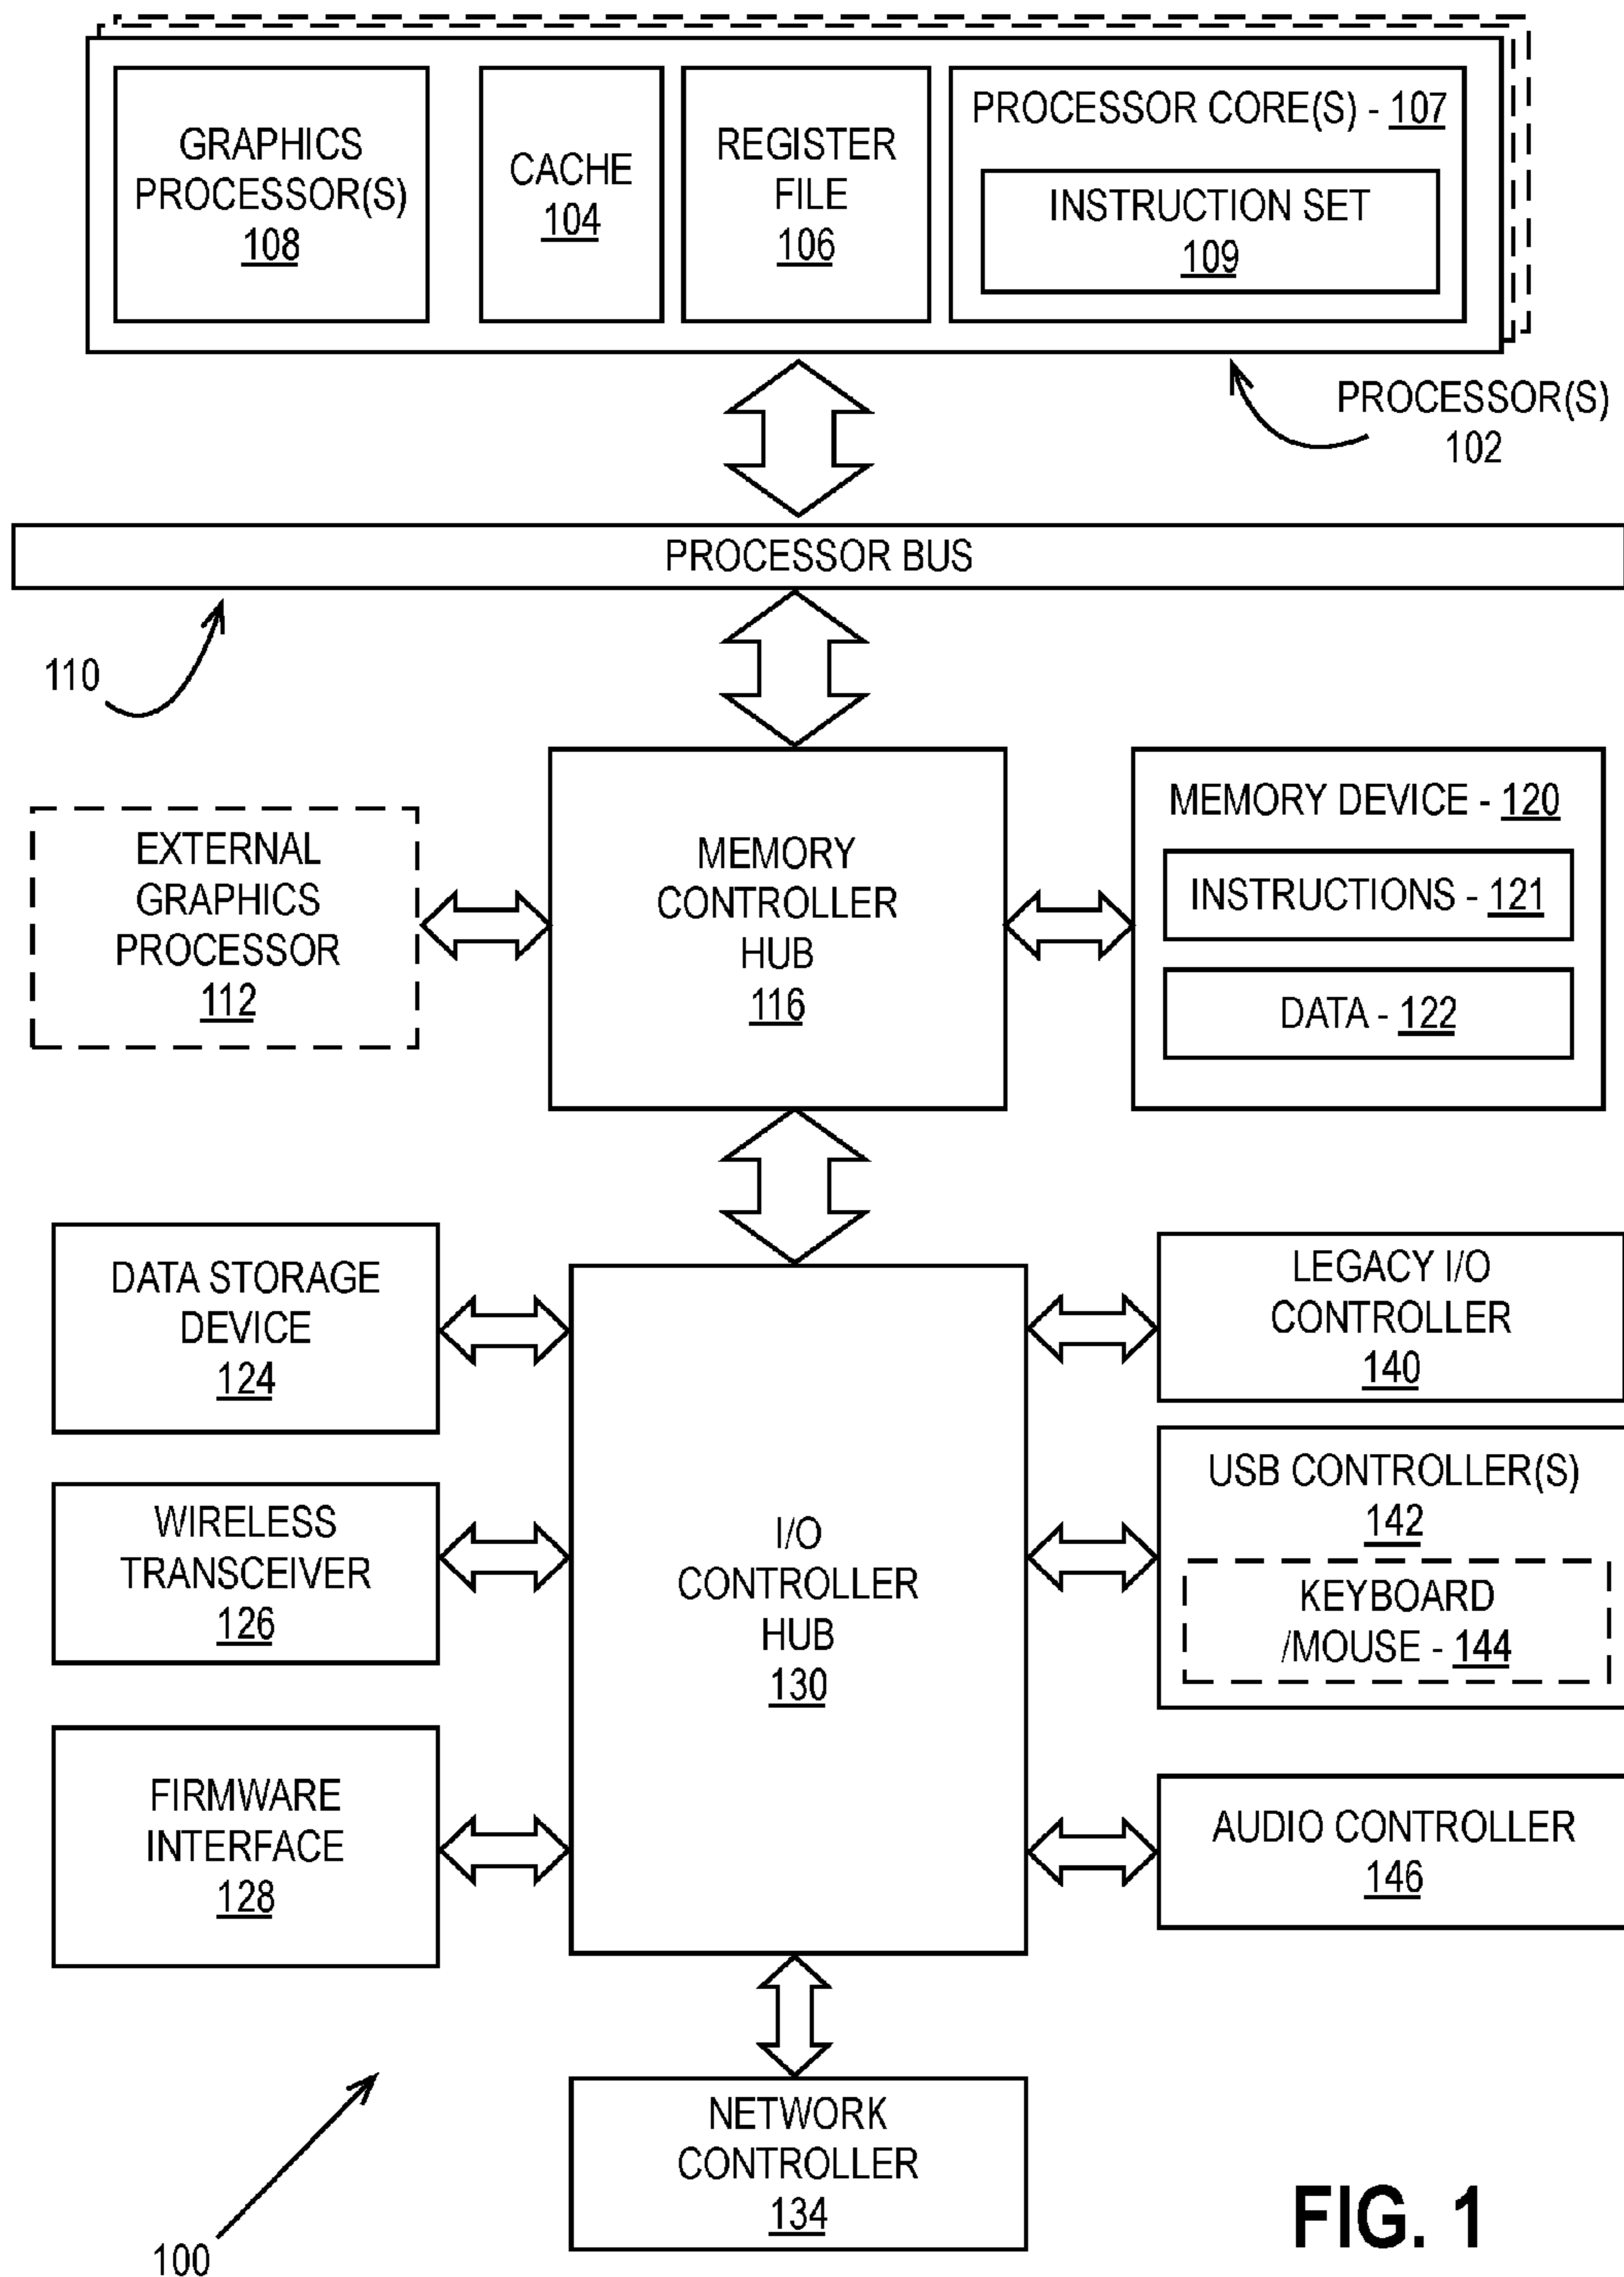 GRAPHICS
PROCESSOR(S)
108
CACHE
104
REGISTER
FILE
106
PROCESSOR CORE(S) - 107
INSTRUCTION SET
109
PROCESSOR(S)
102
PROCESSOR BUS
110
EXTERNAL
GRAPHICS
PROCESSOR
112
MEMORY
CONTROLLER
HUB
116
MEMORY DEVICE - 120
INSTRUCTIONS - 121
DATA - 122
DATA STORAGE
DEVICE
124
WIRELESS
TRANSCEIVER
126
FIRMWARE
INTERFACE
128
I/O
CONTROLLER
HUB
130
LEGACY I/O
CONTROLLER
140
USB CONTROLLER(S)
142
KEYBOARD
/MOUSE - 144
AUDIO CONTROLLER
146
NETWORK
CONTROLLER
134
100
FIG. 1